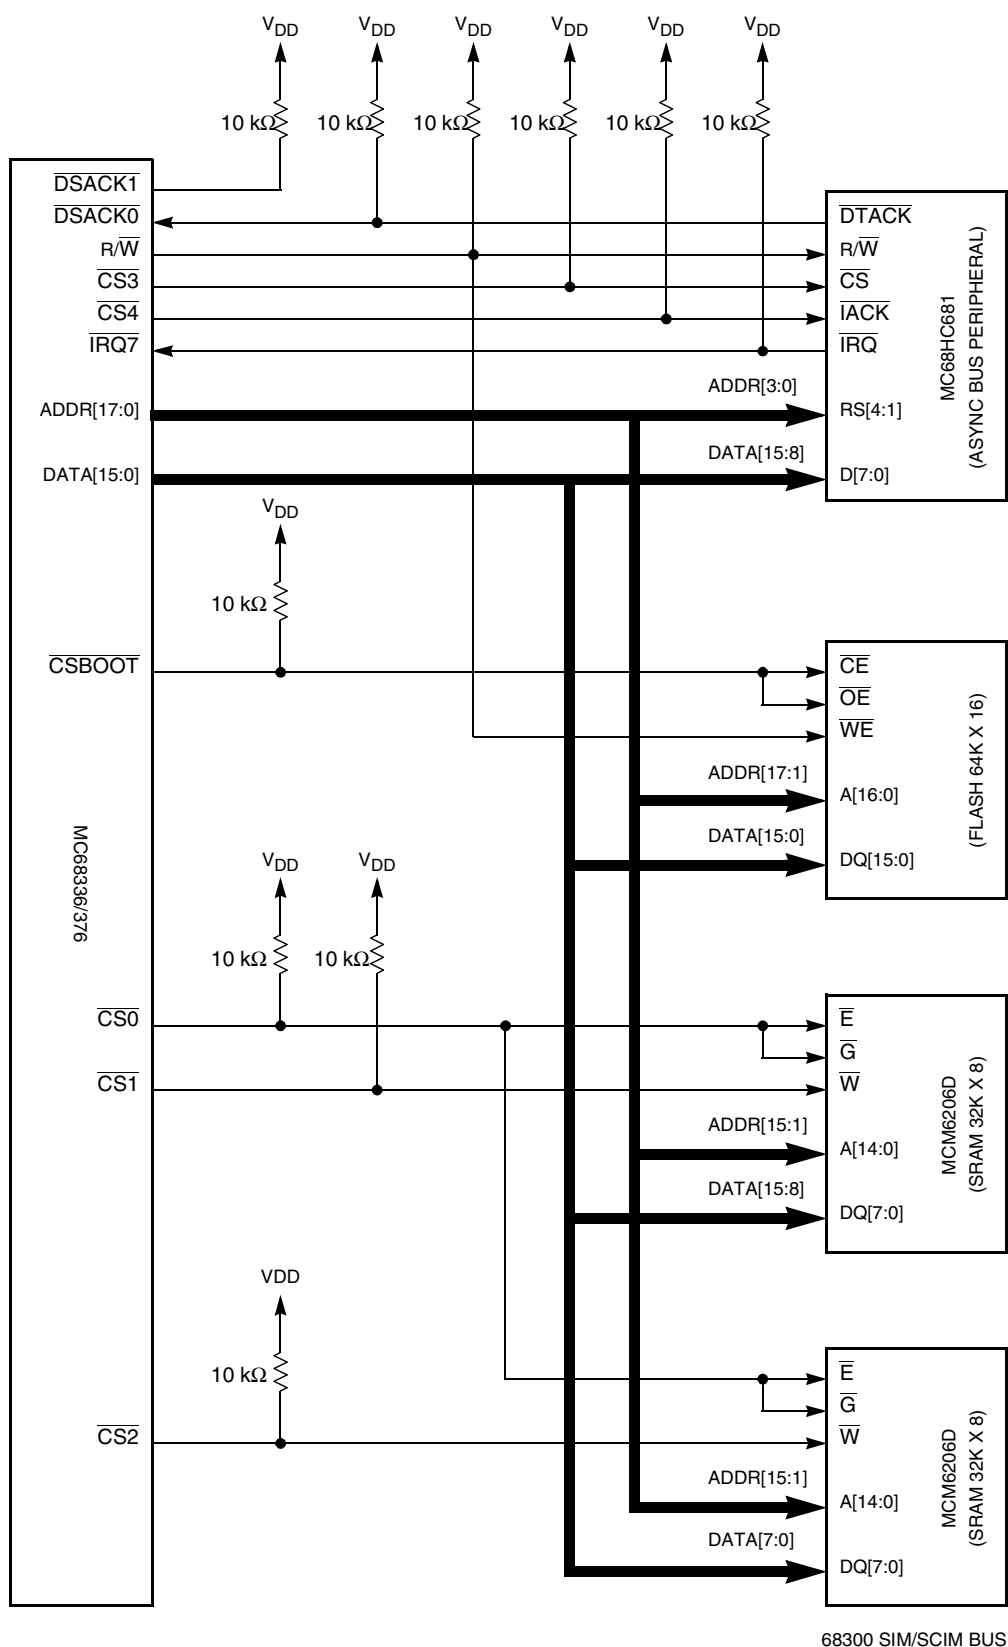 VDD VDD VDD VDD VDD VDD
10 kΩ 10 kΩ 10 kΩ 10 kΩ 10 kΩ 10 kΩ
DSACK1
DSACK0 DTACK
R/W R/W
CS3 CS
CS4 IACK
IRQ7 IRQ
MC68HC681
(ASYNC BUS PERIPHERAL)
ADDR[3:0]
ADDR[17:0] RS[4:1]
DATA[15:8]
DATA[15:0] D[7:0]
VDD
10 kΩ
CSBOOT CE
OE
WE
(FLASH 64K X 16)
ADDR[17:1]
A[16:0]
DATA[15:0]
DQ[15:0]
MC68336/376
VDD VDD
10 kΩ 10 kΩ
CS0 E
G
CS1 W
MCM6206D
(SRAM 32K X 8)
ADDR[15:1]
A[14:0]
DATA[15:8]
DQ[7:0]
VDD
10 kΩ
E
G
CS2 W
MCM6206D
(SRAM 32K X 8)
ADDR[15:1]
A[14:0]
DATA[7:0]
DQ[7:0]
68300 SIM/SCIM BUS